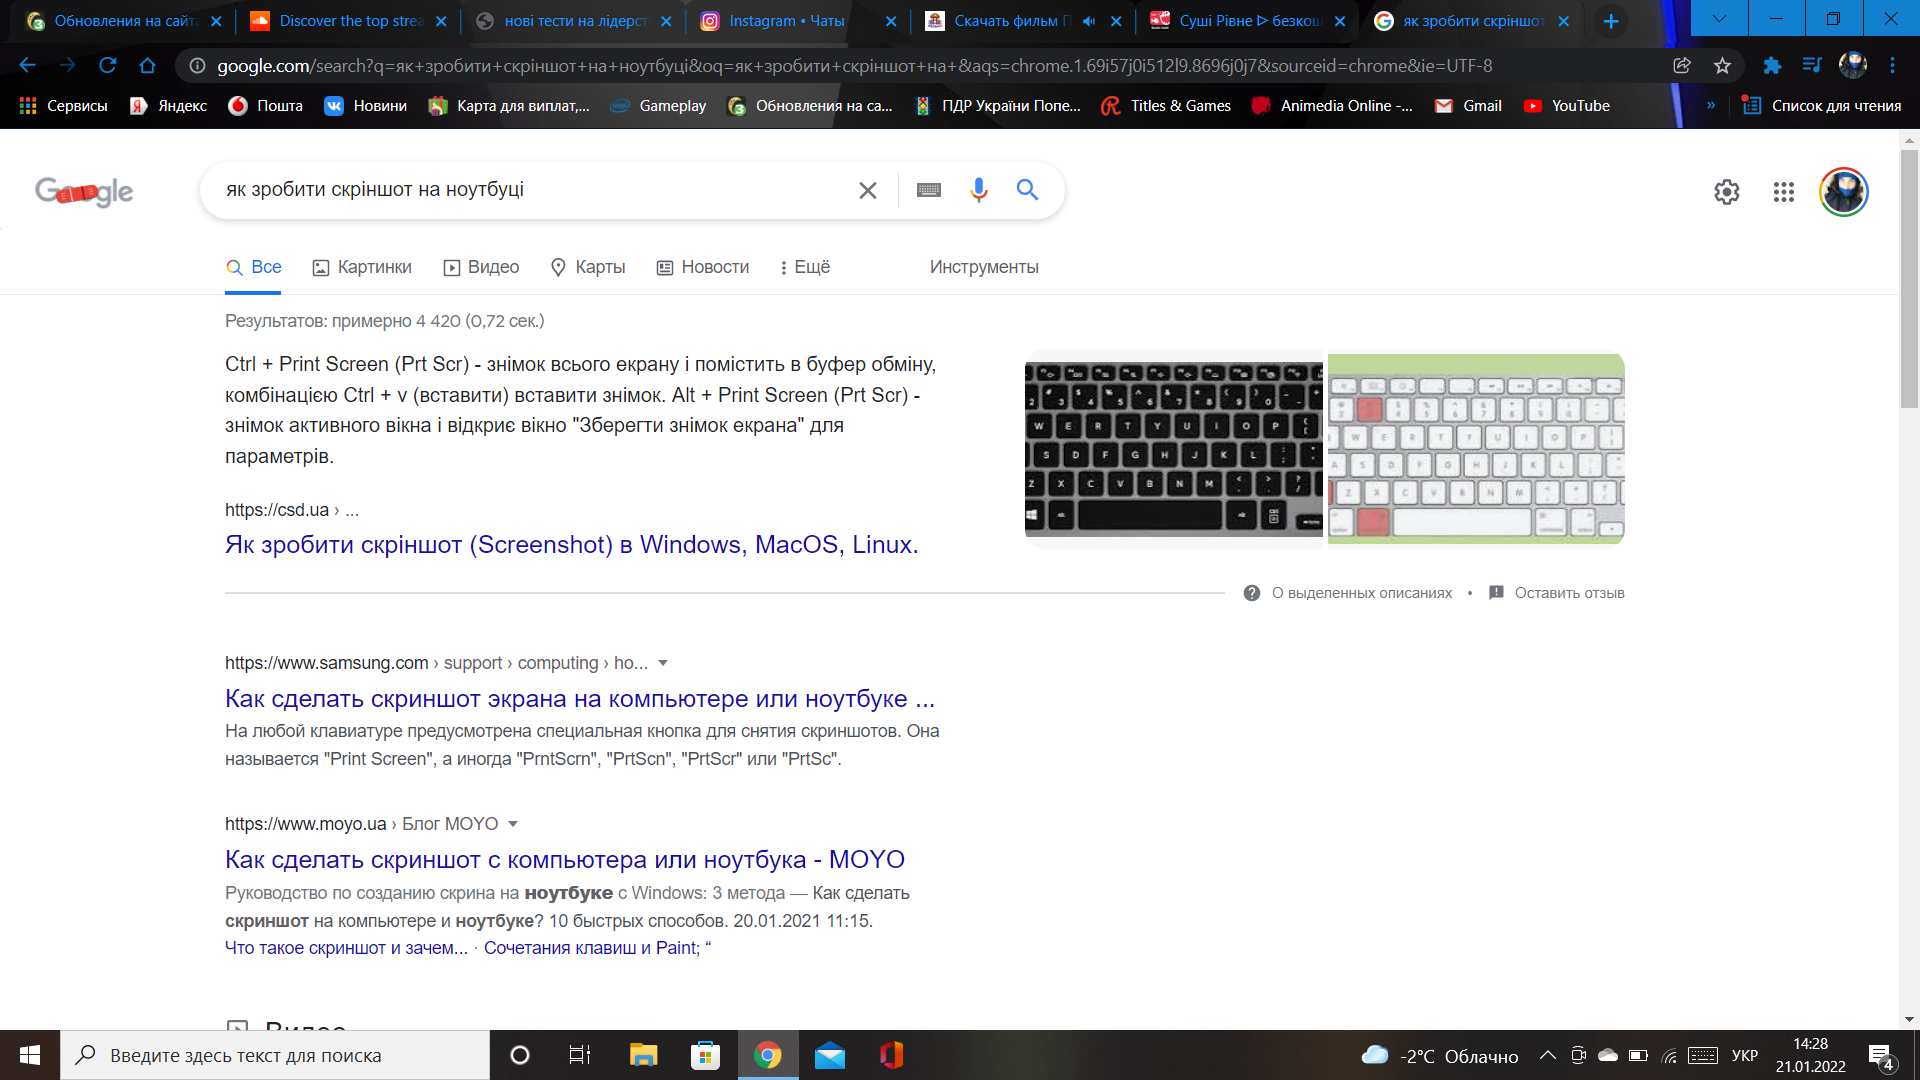 Обновления на сайта
Discover the top strea
нові тести на лідерст
Instagram • Чаты
Скачать фильм П
Суші Рівне ᐅ безкош
як зробити скріншот
google.com/search?q=як+зробити+скріншот+на+ноутбуці&oq=як+зробити+скріншот+на+&aqs=chrome.1.69i57j0i512l9.8696j0j7&sourceid=chrome&ie=UTF-8
Сервисы
Яндекс
Пошта
Новини
Карта для виплат,...
Gameplay
Обновления на са...
ПДР України Попе...
Titles & Games
Animedia Online -...
Gmail
YouTube
»
Список для чтения
Google
як зробити скріншот на ноутбуці
Все
Картинки
Видео
Карты
Новости
Ещё
Инструменты
Результатов: примерно 4 420 (0,72 сек.)
Ctrl + Print Screen (Prt Scr) - знімок всього екрану і помістить в буфер обміну,
комбінацією Ctrl + v (вставити) вставити знімок. Alt + Print Screen (Prt Scr) -
знімок активного вікна і відкриє вікно "Зберегти знімок екрана" для
параметрів.
https://csd.ua › ...
Як зробити скріншот (Screenshot) в Windows, MacOS, Linux.
О выделенных описаниях • Оставить отзыв
https://www.samsung.com › support › computing › ho...
Как сделать скриншот экрана на компьютере или ноутбуке ...
На любой клавиатуре предусмотрена специальная кнопка для снятия скриншотов. Она
называется "Print Screen", а иногда "PrntScrn", "PrtScn", "PrtScr" или "PrtSc".
https://www.moyo.ua › Блог MOYO
Как сделать скриншот с компьютера или ноутбука - MOYO
Руководство по созданию скрина на ноутбуке с Windows: 3 метода — Как сделать
скриншот на компьютере и ноутбуке? 10 быстрых способов. 20.01.2021 11:15.
Что такое скриншот и зачем... · Сочетания клавиш и Paint; “
Видео
Введите здесь текст для поиска
-2°C Облачно
УКР
14:28
21.01.2022
4